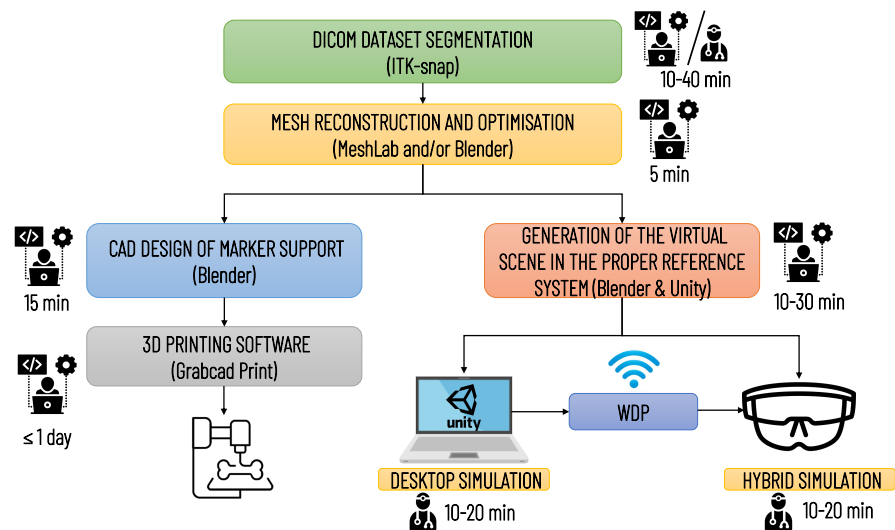 DICOM DATASET SEGMENTATION
(ITK-snap)
10-40 min
MESH RECONSTRUCTION AND OPTIMISATION
(MeshLab and/or Blender)
5 min
CAD DESIGN OF MARKER SUPPORT
(Blender)
15 min
GENERATION OF THE VIRTUAL
SCENE IN THE PROPER REFERENCE
SYSTEM (Blender & Unity)
10-30 min
3D PRINTING SOFTWARE
(Grabcad Print)
≤ 1 day
unity
WDP
DESKTOP SIMULATION
10-20 min
HYBRID SIMULATION
10-20 min